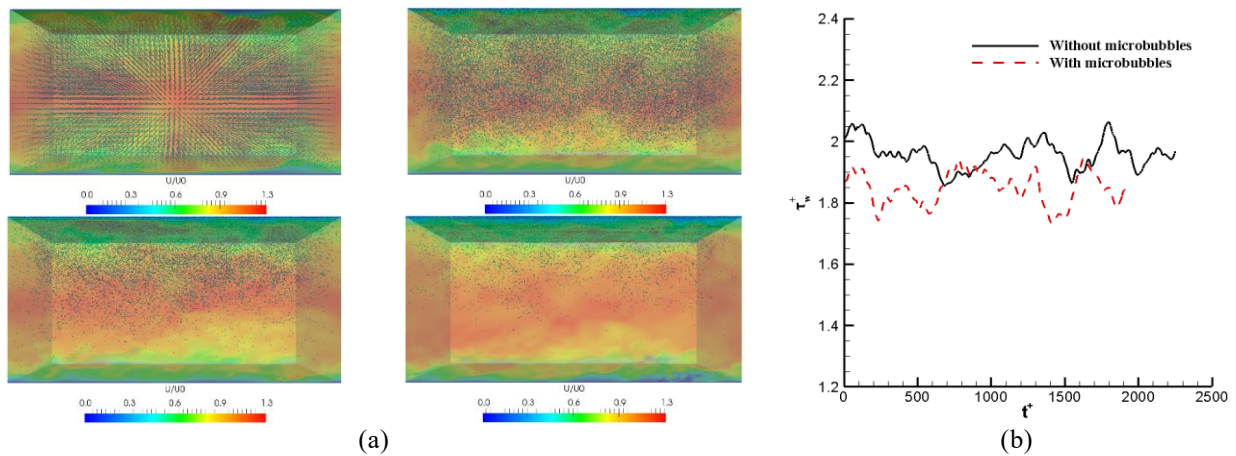 U/U0
0.0 0.3 0.6 0.9 1.3
U/U0
0.0 0.3 0.6 0.9 1.3
U/U0
0.0 0.3 0.6 0.9 1.3
U/U0
0.0 0.3 0.6 0.9 1.3
(a)
2.4
2.2
2
1.8
1.6
1.4
1.2
τw+
Without microbubbles
With microbubbles
0 500 1000 1500 2000 2500
t+
(b)